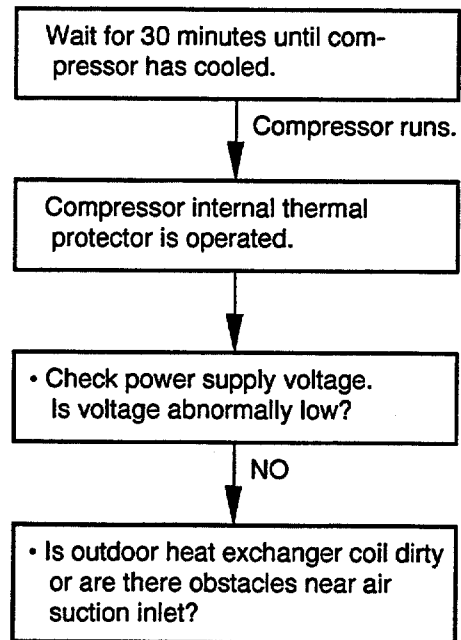 Wait for 30 minutes until com-
pressor has cooled.
Compressor runs.
Compressor internal thermal
protector is operated.
• Check power supply voltage.
Is voltage abnormally low?
NO
• Is outdoor heat exchanger coil dirty
or are there obstacles near air
suction inlet?